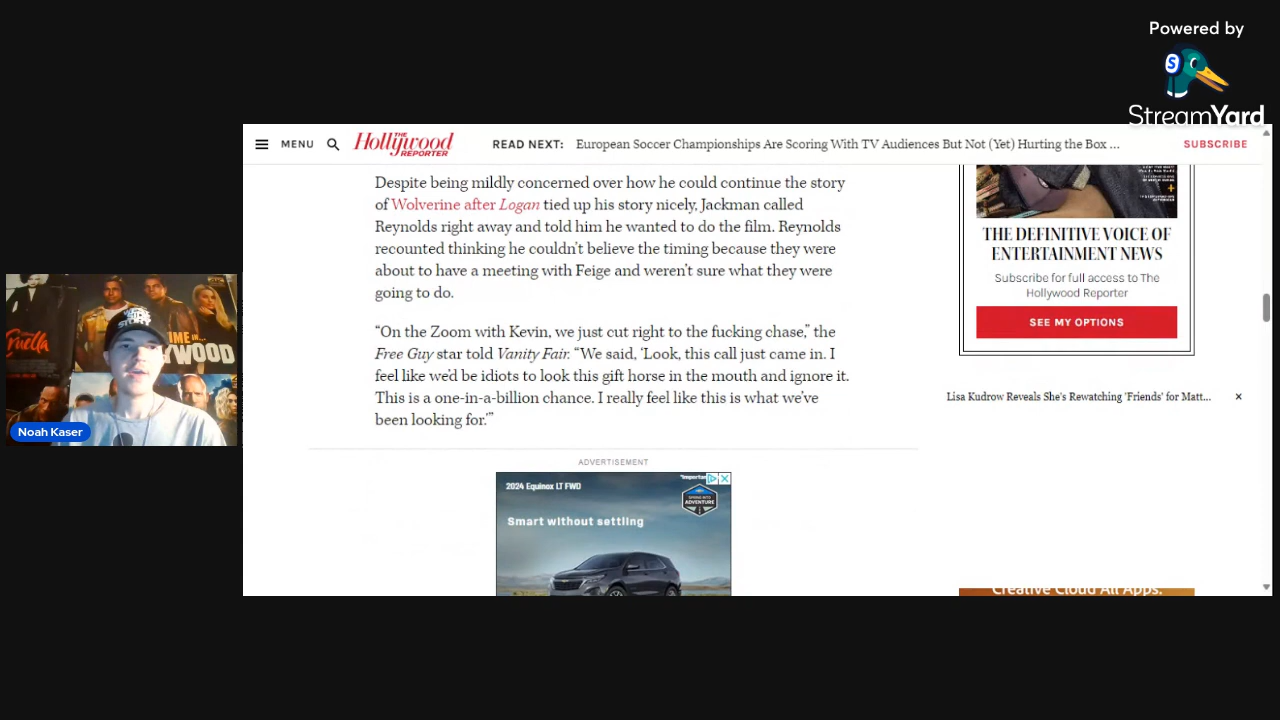 Powered by
S
StreamYard
MENU
THE
Hollywood
REPORTER
READ NEXT: European Soccer Championships Are Scoring With TV Audiences But Not (Yet) Hurting the Box ...
SUBSCRIBE
Despite being mildly concerned over how he could continue the story
of Wolverine after Logan tied up his story nicely, Jackman called
Reynolds right away and told him he wanted to do the film. Reynolds
recounted thinking he couldn't believe the timing because they were
about to have a meeting with Feige and weren't sure what they were
going to do.
“On the Zoom with Kevin, we just cut right to the fucking chase,” the
Free Guy star told Vanity Fair. “We said, ‘Look, this call just came in. I
feel like we'd be idiots to look this gift horse in the mouth and ignore it.
This is a one-in-a-billion chance. I really feel like this is what we've
been looking for.’”
ADVERTISEMENT
2024 Equinox LT FWD
*Importan
SPRING INTO
ADVENTURE
Smart without settling
THE DEFINITIVE VOICE OF
ENTERTAINMENT NEWS
Subscribe for full access to The
Hollywood Reporter
SEE MY OPTIONS
Lisa Kudrow Reveals She's Rewatching 'Friends' for Matt...
Creative Cloud All Apps.
Cruella
TIME IN...
YWOOD
STORY
Noah Kaser